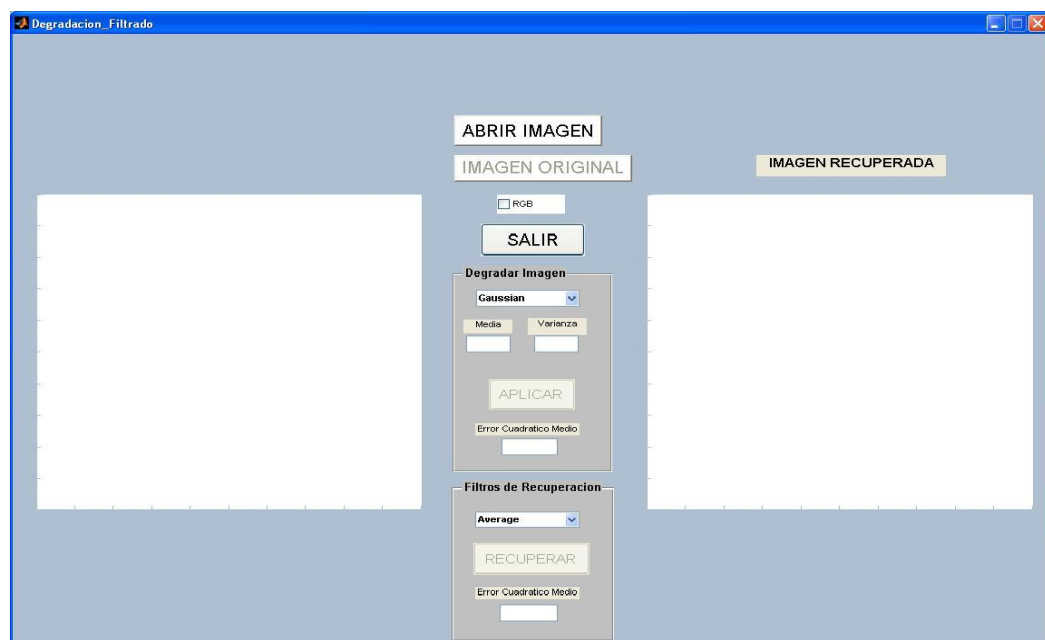 Degradacion_Filtrado
ABRIR IMAGEN
IMAGEN ORIGINAL
IMAGEN RECUPERADA
RGB
SALIR
Degradar Imagen
Gaussian
Media Varianza
APLICAR
Error Cuadratico Medio
Filtros de Recuperacion
Average
RECUPERAR
Error Cuadratico Medio